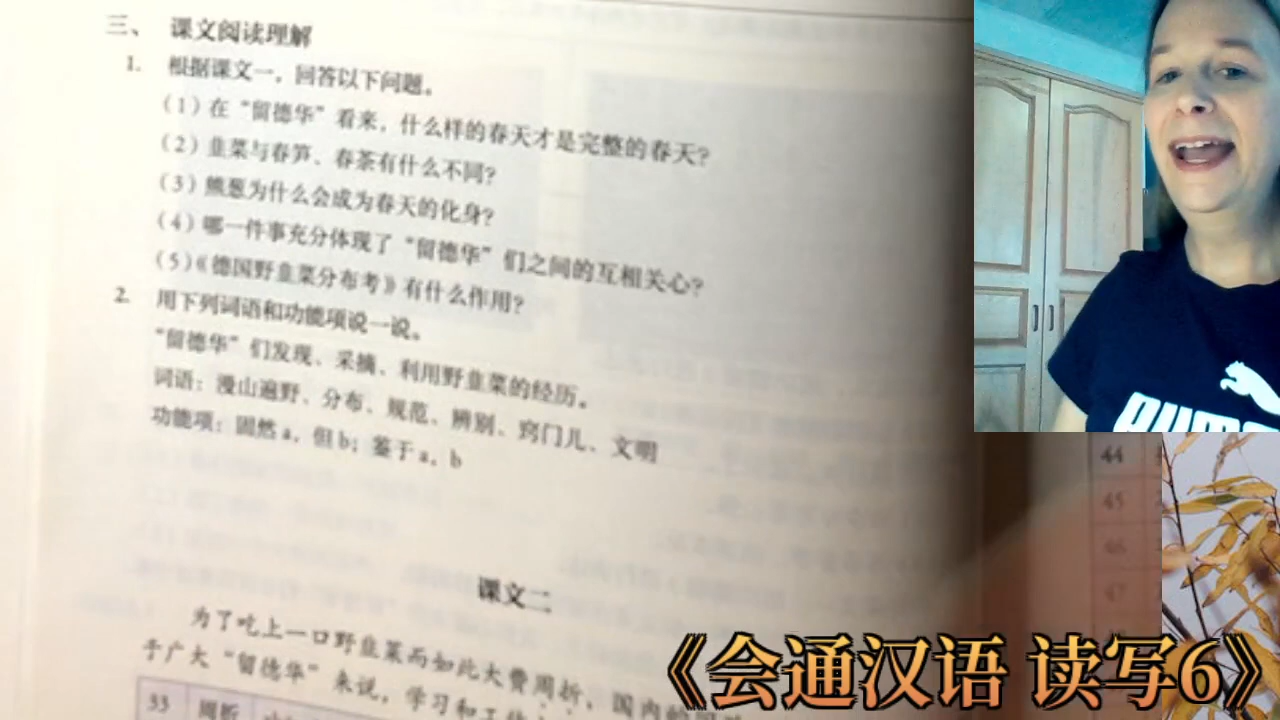 三、 课文阅读理解
1. 根据课文一，回答以下问题。
（1）在“留德华”看来，什么样的春天才是完整的春天？
（2）韭菜与春笋、春茶有什么不同？
（3）熊葱为什么会成为春天的化身？
（4）哪一件事充分体现了“留德华”们之间的互相关心？
（5）《德国野韭菜分布考》有什么作用？
2. 用下列词语和功能项说一说。
“留德华”们发现、采摘、利用野韭菜的经历。
词语：漫山遍野、分布、规范、辨别、窍门儿、文明
功能项：固然a，但b；鉴于a，b
课文二
为了吃上一口野韭菜而如此大费周折，国内的
于广大“留德华”来说，学习和工作
33 周折
44
45
46
47
PUMA
《会通汉语 读写6》